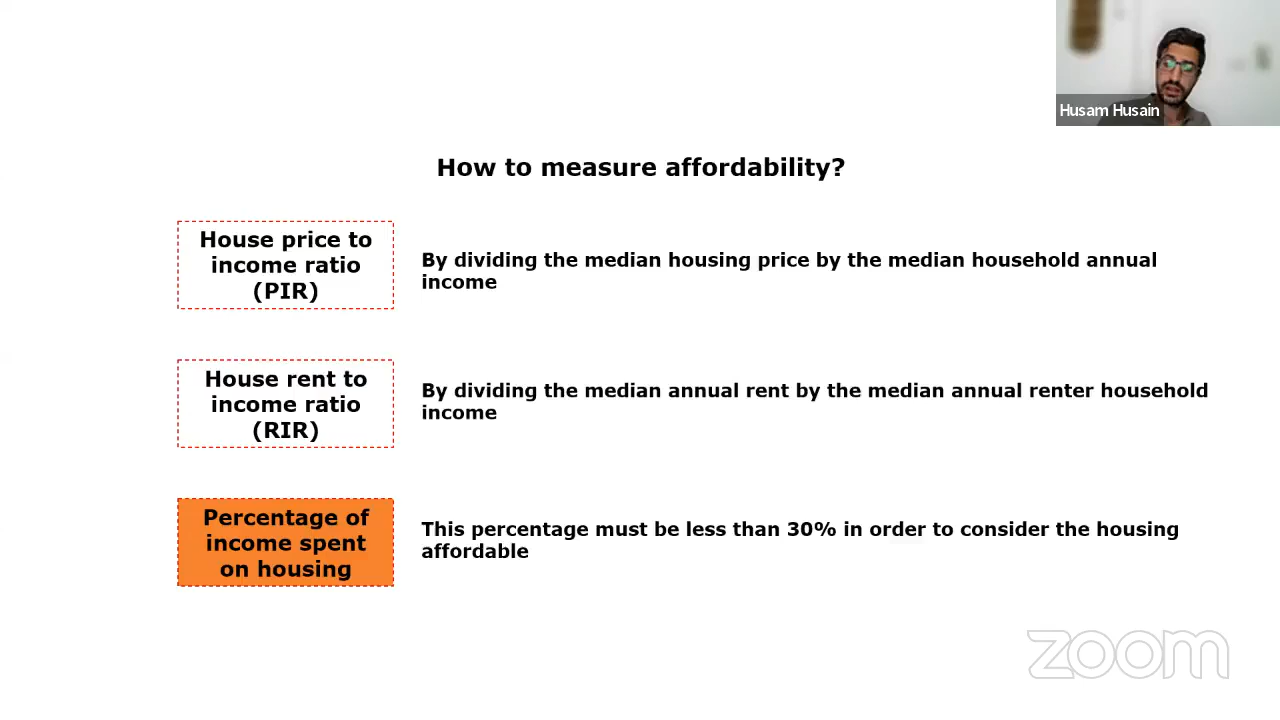 Husam Husain
How to measure affordability?
House price to
income ratio
(PIR)
By dividing the median housing price by the median household annual
income
House rent to
income ratio
(RIR)
By dividing the median annual rent by the median annual renter household
income
Percentage of
income spent
on housing
This percentage must be less than 30% in order to consider the housing
affordable
zoom